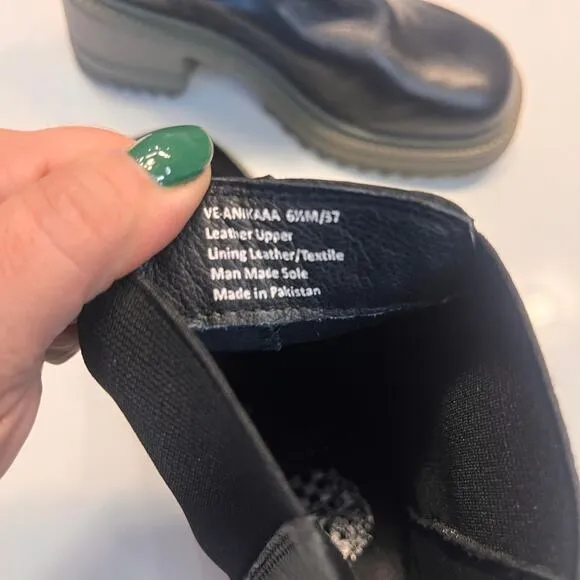 VE-ANIKAAA 6½M/37
Leather Upper
Lining Leather/Textile
Man Made Sole
Made in Pakistan